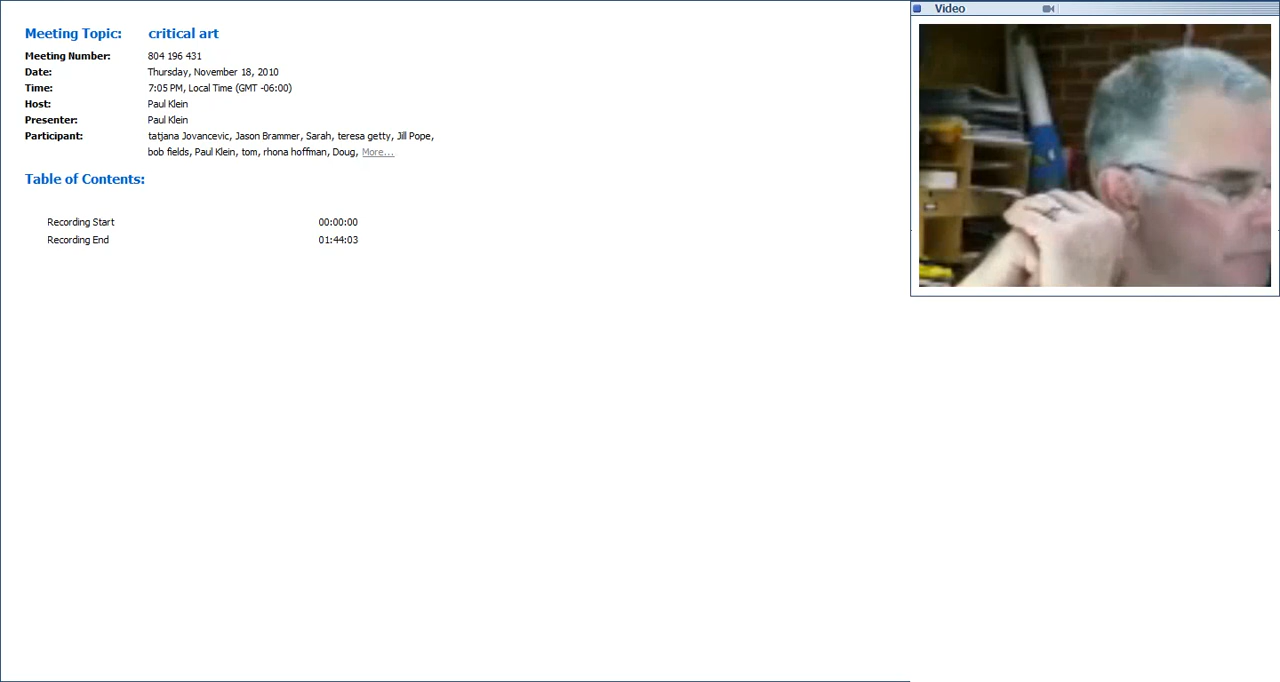 Meeting Topic: critical art
Meeting Number: 804 196 431
Date: Thursday, November 18, 2010
Time: 7:05 PM, Local Time (GMT -06:00)
Host: Paul Klein
Presenter: Paul Klein
Participant: tatjana Jovancevic, Jason Brammer, Sarah, teresa getty, Jill Pope,
bob fields, Paul Klein, tom, rhona hoffman, Doug, More...
Table of Contents:
Recording Start 00:00:00
Recording End 01:44:03
Video